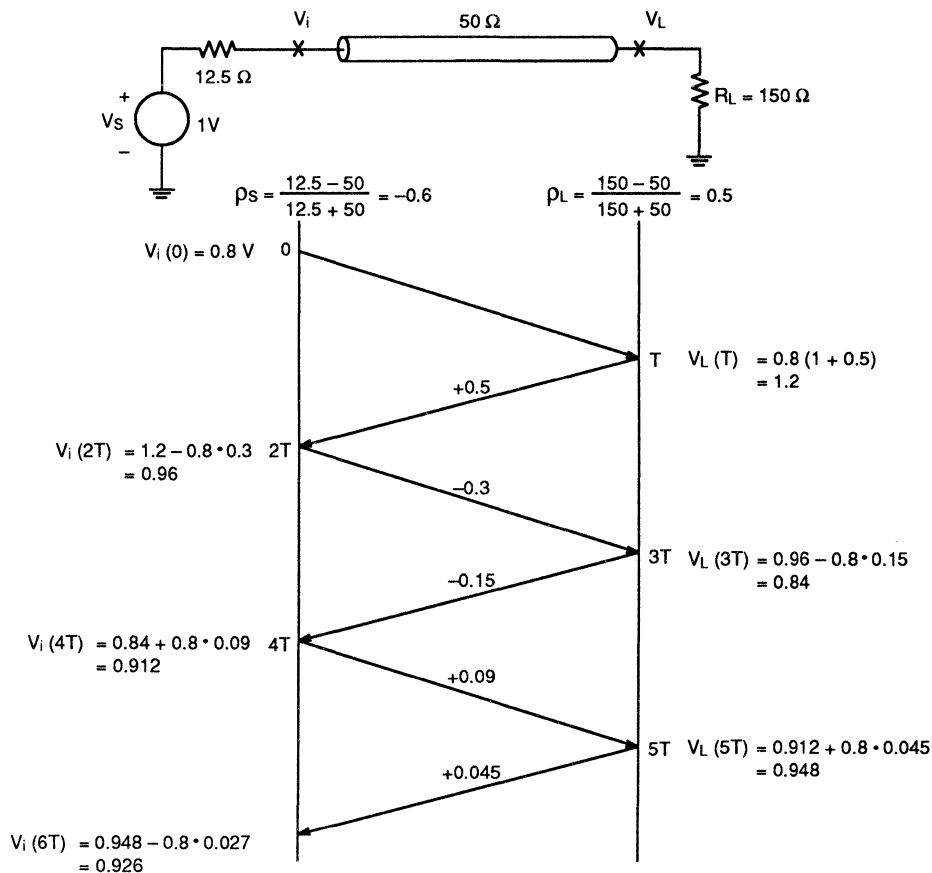 Vi 50 Ω VL
12.5 Ω
RL = 150 Ω
+
VS 1V
–
ρS = 12.5 – 50 / 12.5 + 50 = –0.6
ρL = 150 – 50 / 150 + 50 = 0.5
Vi (0) = 0.8 V 0
T VL (T) = 0.8 (1 + 0.5)
= 1.2
+0.5
Vi (2T) = 1.2 – 0.8 • 0.3 2T
= 0.96
–0.3
3T VL (3T) = 0.96 – 0.8 • 0.15
= 0.84
–0.15
Vi (4T) = 0.84 + 0.8 • 0.09 4T
= 0.912
+0.09
5T VL (5T) = 0.912 + 0.8 • 0.045
= 0.948
+0.045
Vi (6T) = 0.948 – 0.8 • 0.027
= 0.926